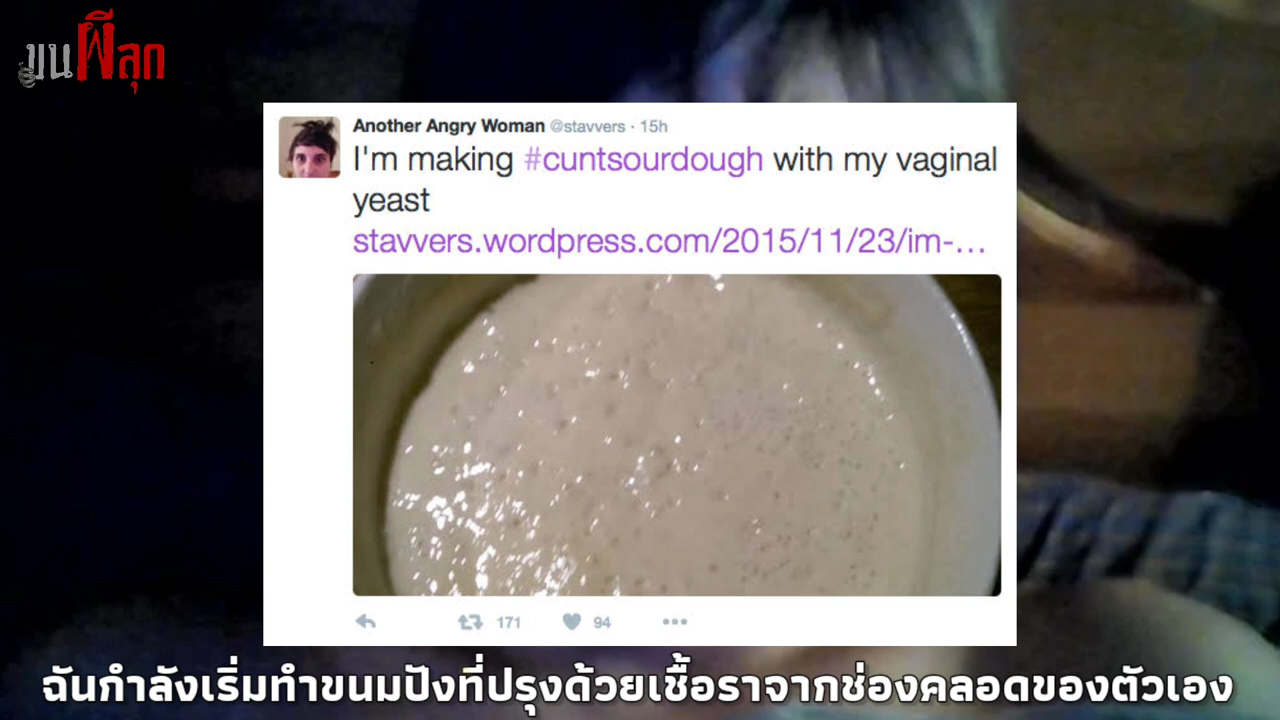 ขนผีลุก
Another Angry Woman @stavvers · 15h
I'm making #cuntsourdough with my vaginal
yeast
stavvers.wordpress.com/2015/11/23/im-...
171 94
ฉันกำลังเริ่มทำขนมปังที่ปรุงด้วยเชื้อราจากช่องคลอดของตัวเอง